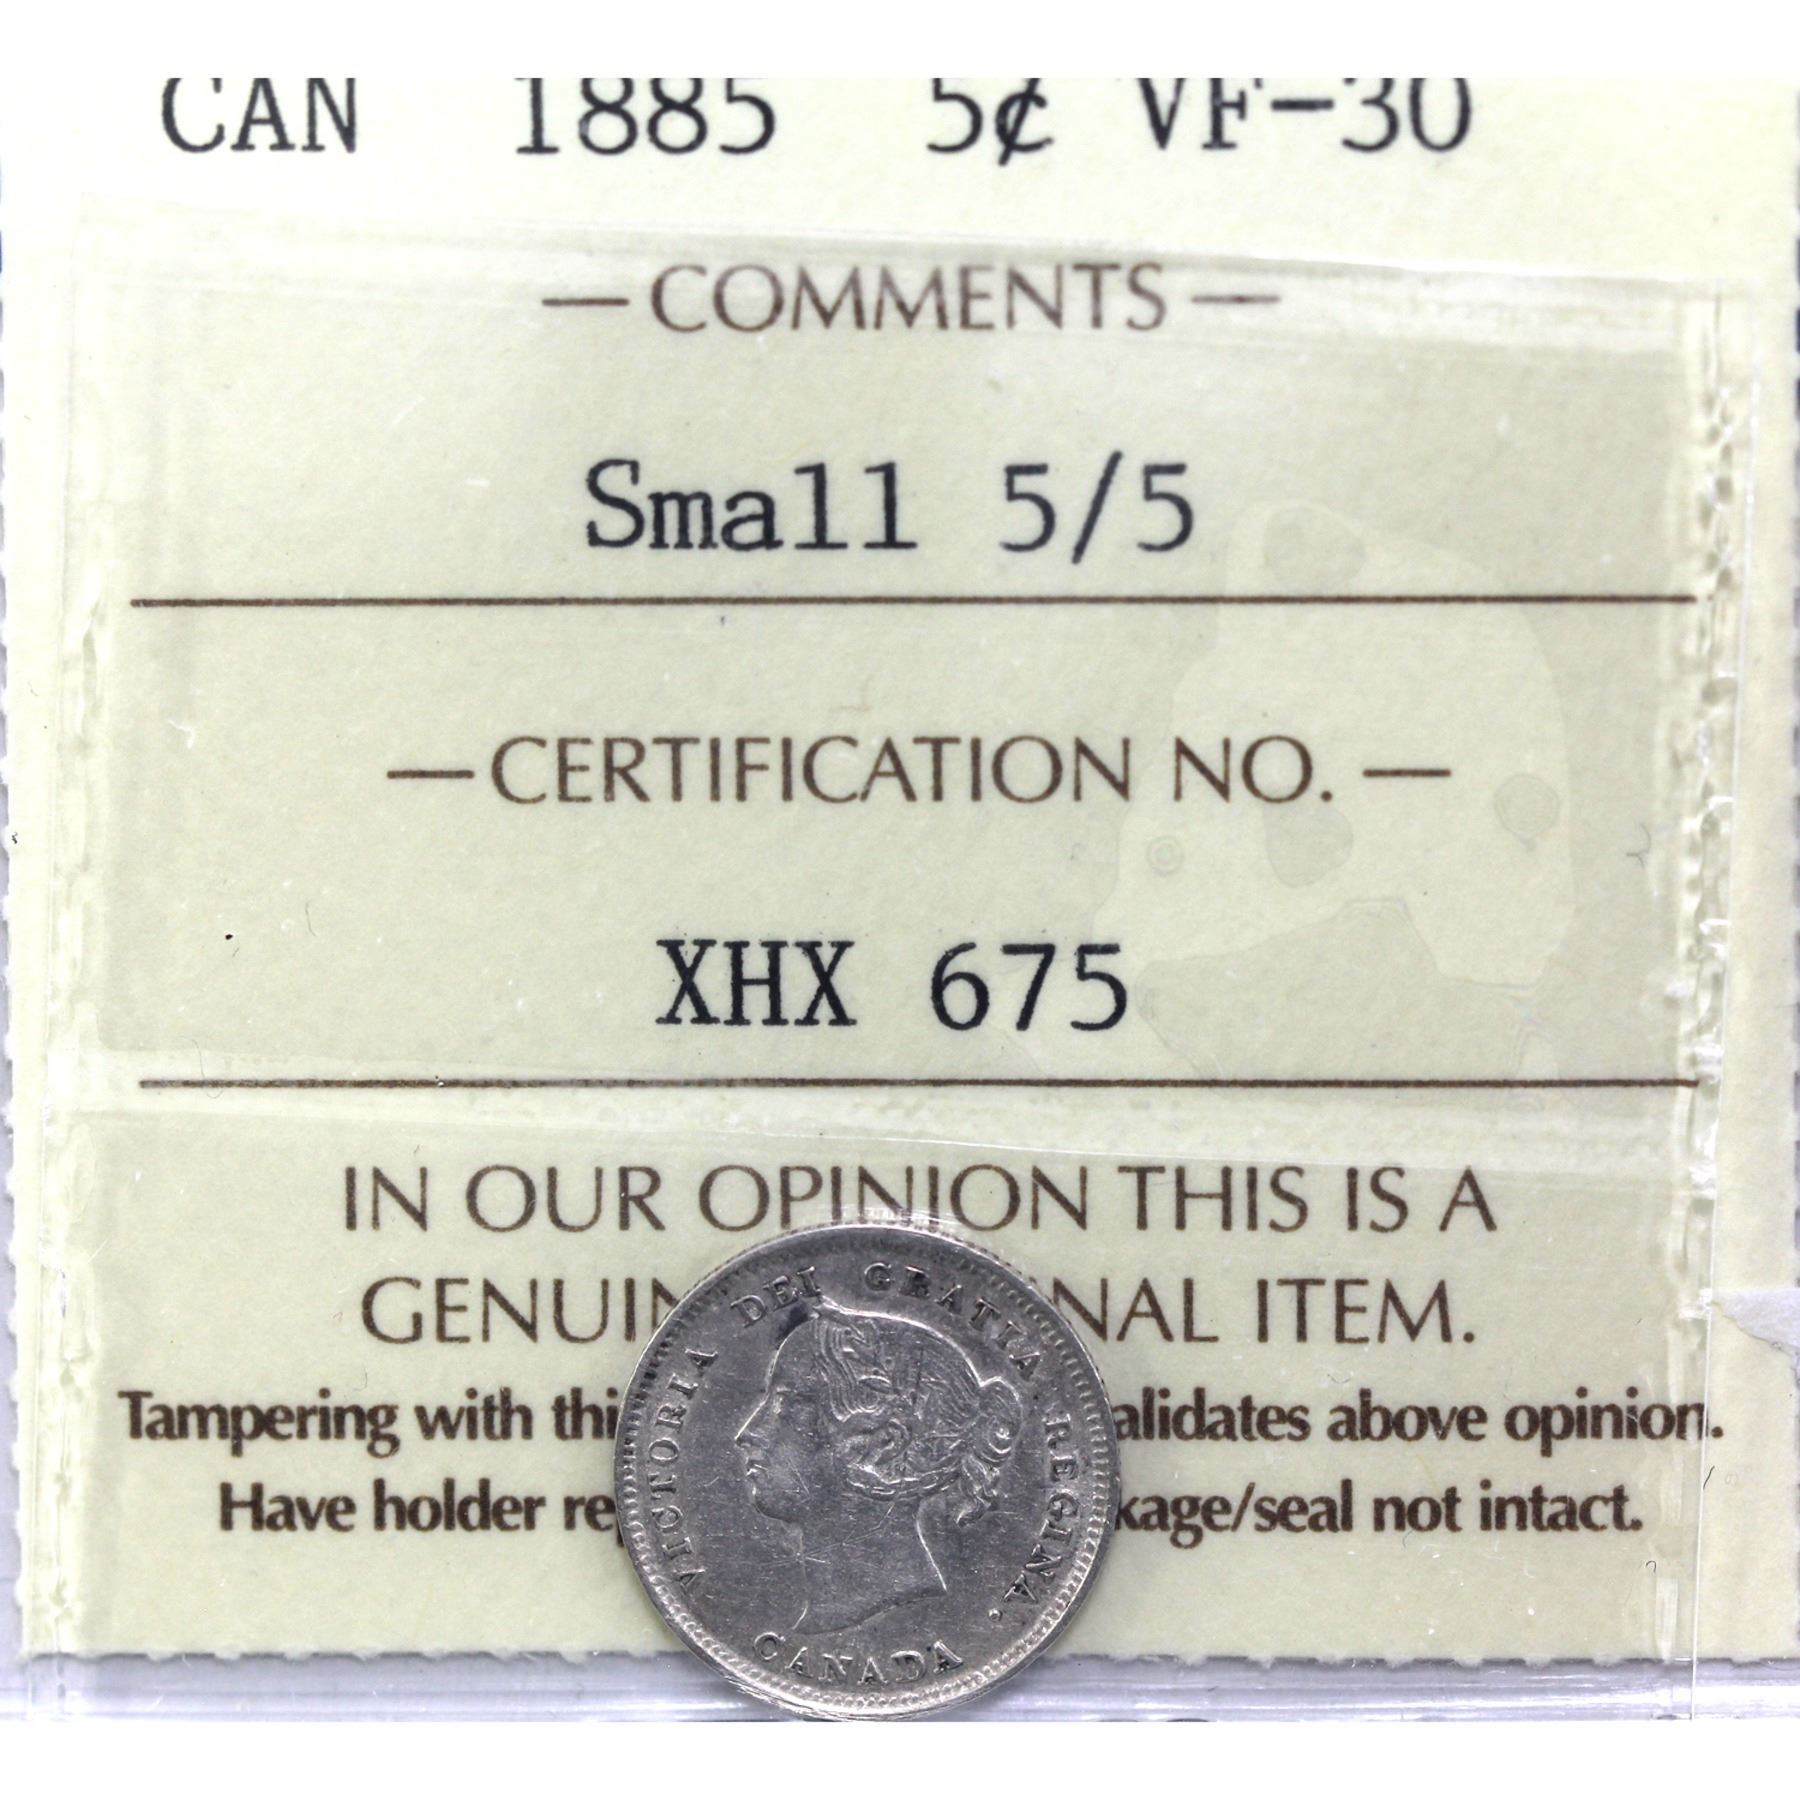 CAN 1885 5¢ VF-30
— COMMENTS —
Small 5/5
— CERTIFICATION NO. —
XHX 675
IN OUR OPINION THIS IS A
GENUIN NAL ITEM.
Tampering with thi alidates above opinion.
Have holder re kage/seal not intact.
VICTORIA DEI GRATIA REGINA.
CANADA